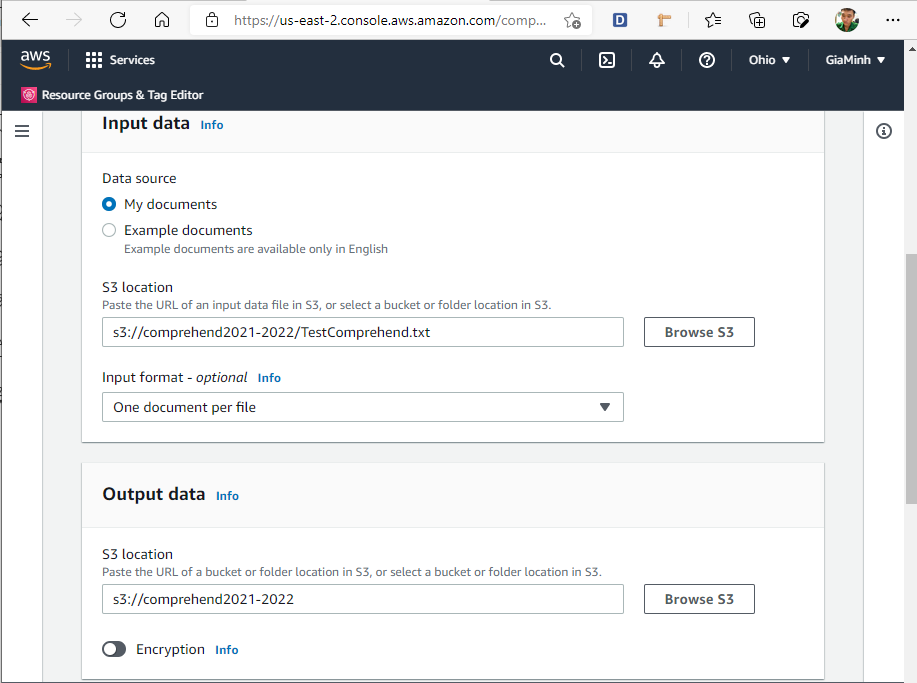 https://us-east-2.console.aws.amazon.com/comp...
aws Services Ohio ▼ GiaMinh ▼
Resource Groups & Tag Editor
Input data Info
Data source
My documents
Example documents
Example documents are available only in English
S3 location
Paste the URL of an input data file in S3, or select a bucket or folder location in S3.
s3://comprehend2021-2022/TestComprehend.txt Browse S3
Input format - optional Info
One document per file
Output data Info
S3 location
Paste the URL of a bucket or folder location in S3, or select a bucket or folder location in S3.
s3://comprehend2021-2022 Browse S3
Encryption Info